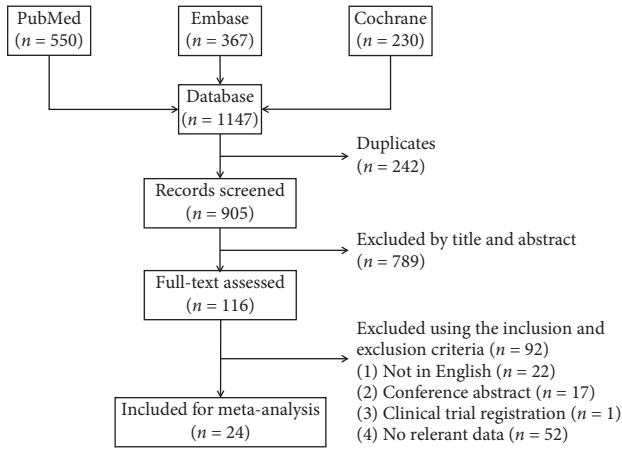 PubMed
(n = 550)
Embase
(n = 367)
Cochrane
(n = 230)
Database
(n = 1147)
Duplicates
(n = 242)
Records screened
(n = 905)
Excluded by title and abstract
(n = 789)
Full-text assessed
(n = 116)
Excluded using the inclusion and
exclusion criteria (n = 92)
(1) Not in English (n = 22)
(2) Conference abstract (n = 17)
(3) Clinical trial registration (n = 1)
(4) No relerant data (n = 52)
Included for meta-analysis
(n = 24)